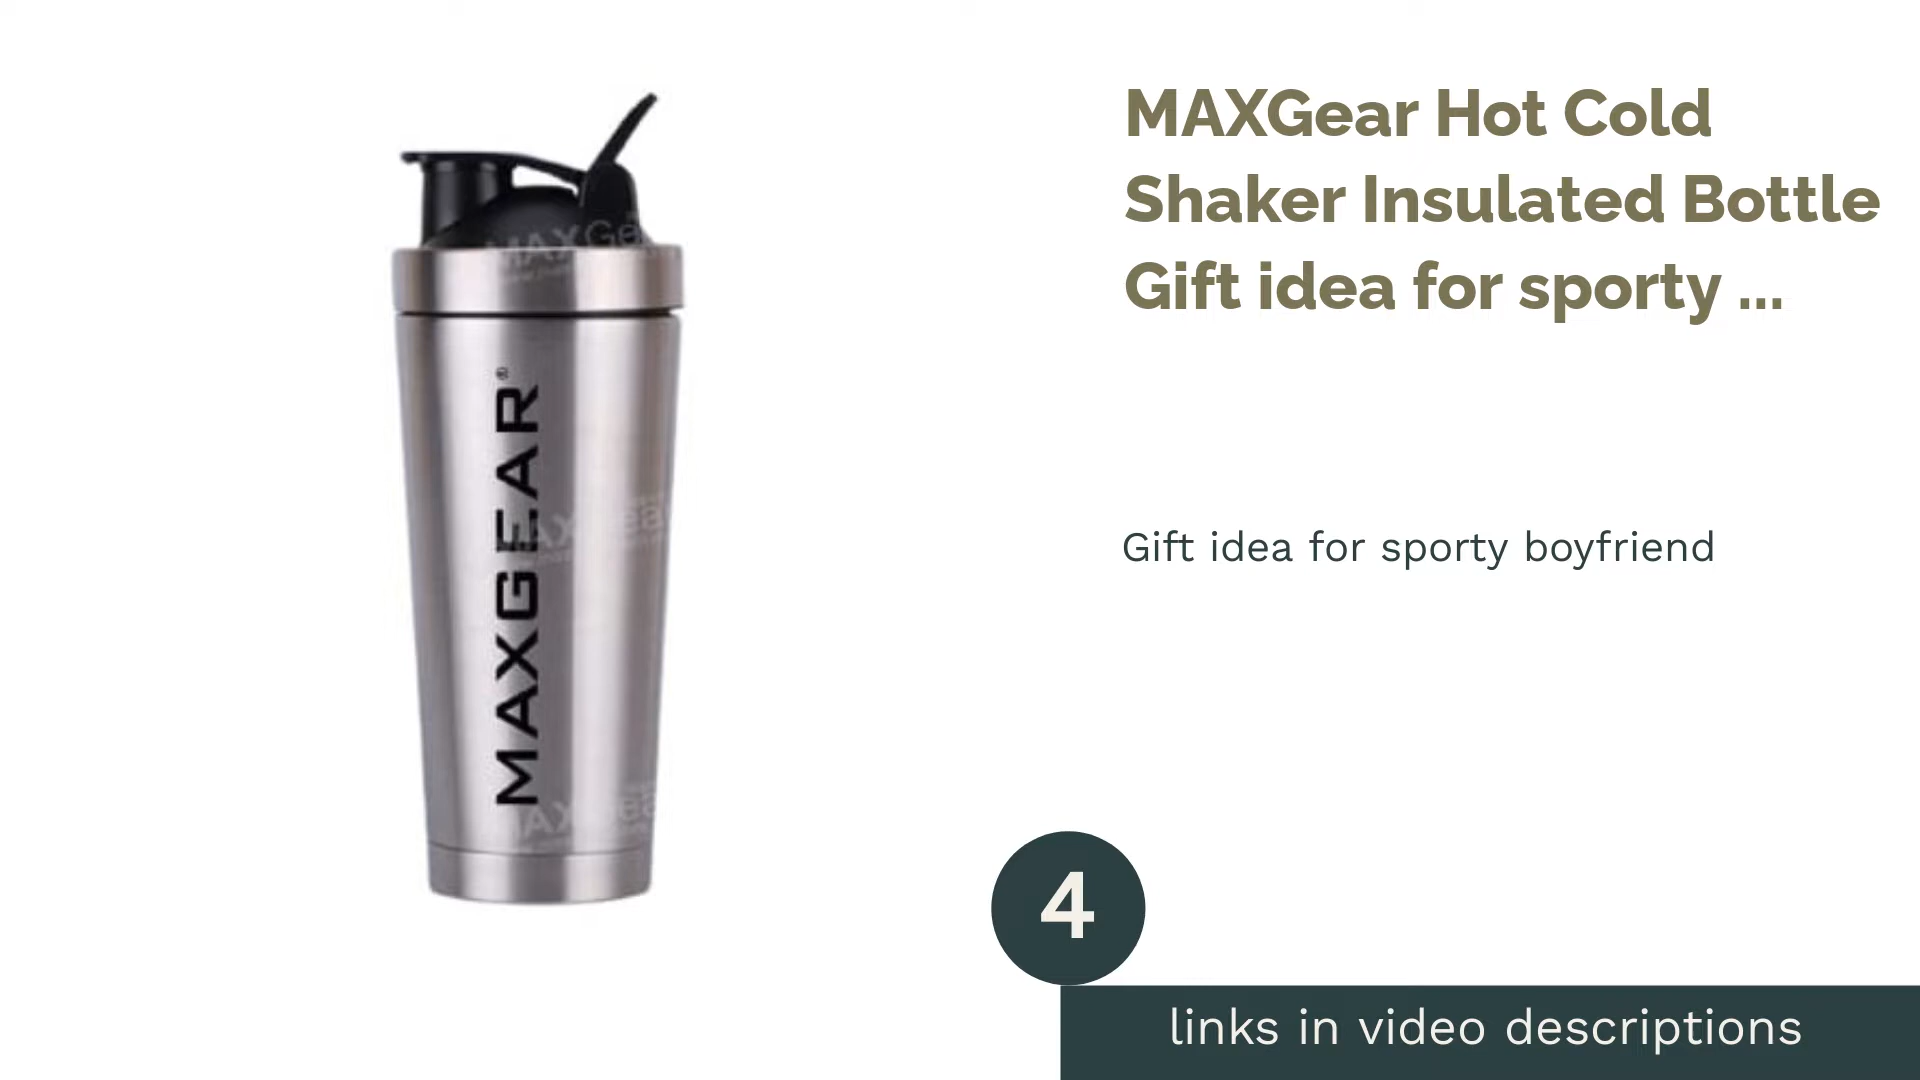 MAXGear Hot Cold
Shaker Insulated Bottle
Gift idea for sporty ...
MAXGEAR®
Gift idea for sporty boyfriend
4
links in video descriptions